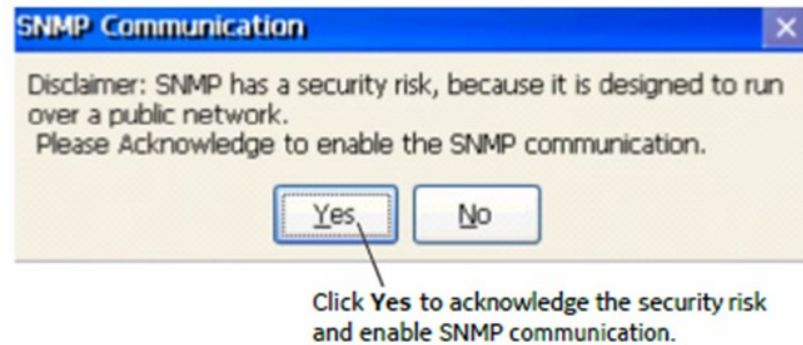 SNMP Communication
Disclaimer: SNMP has a security risk, because it is designed to run
over a public network.
Please Acknowledge to enable the SNMP communication.
Yes
No
Click Yes to acknowledge the security risk
and enable SNMP communication.